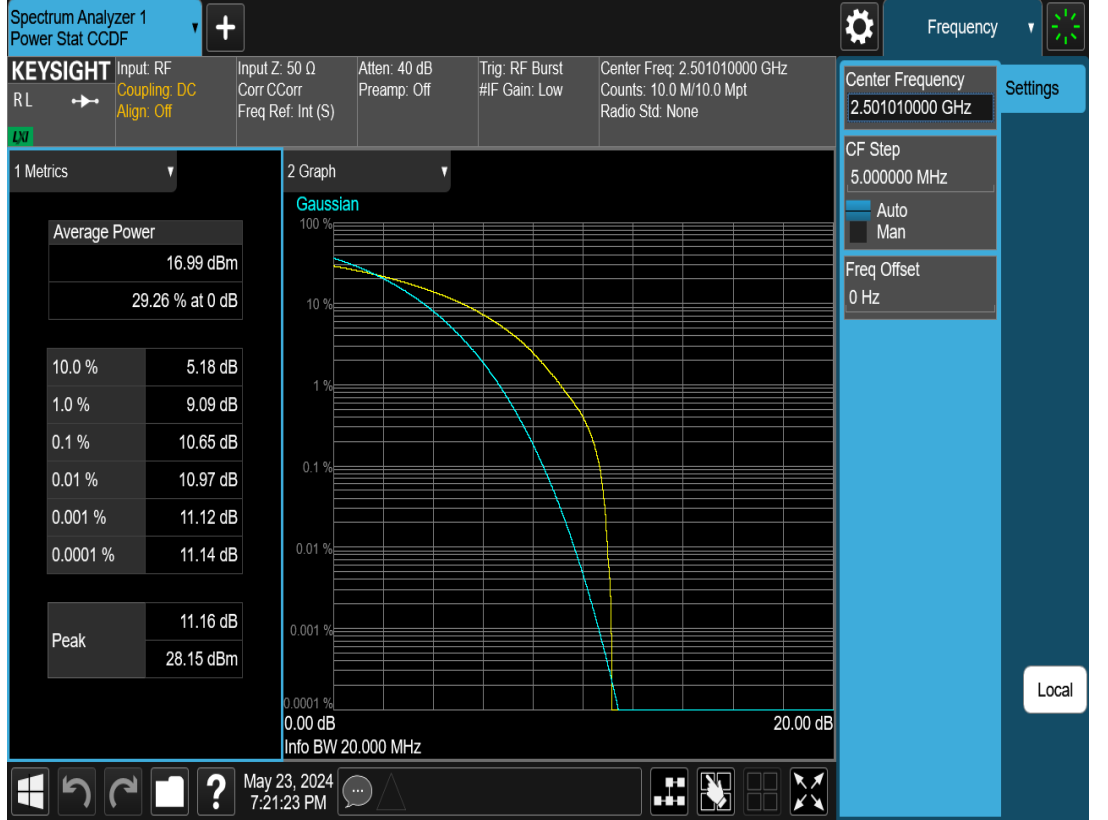 Spectrum Analyzer 1
Power Stat CCDF
+
Frequency
KEYSIGHT
RL
LXI
Input: RF
Coupling: DC
Align: Off
Input Z: 50 Ω
Corr CCorr
Freq Ref: Int (S)
Atten: 40 dB
Preamp: Off
Trig: RF Burst
#IF Gain: Low
Center Freq: 2.501010000 GHz
Counts: 10.0 M/10.0 Mpt
Radio Std: None
Center Frequency
2.501010000 GHz
Settings
CF Step
5.000000 MHz
Auto
Man
Freq Offset
0 Hz
1 Metrics
Average Power
16.99 dBm
29.26 % at 0 dB
10.0 % 5.18 dB
1.0 % 9.09 dB
0.1 % 10.65 dB
0.01 % 10.97 dB
0.001 % 11.12 dB
0.0001 % 11.14 dB
Peak
11.16 dB
28.15 dBm
2 Graph
Gaussian
100 %
10 %
1 %
0.1 %
0.01 %
0.001 %
0.0001 %
0.00 dB 20.00 dB
Info BW 20.000 MHz
Local
?
May 23, 2024
7:21:23 PM